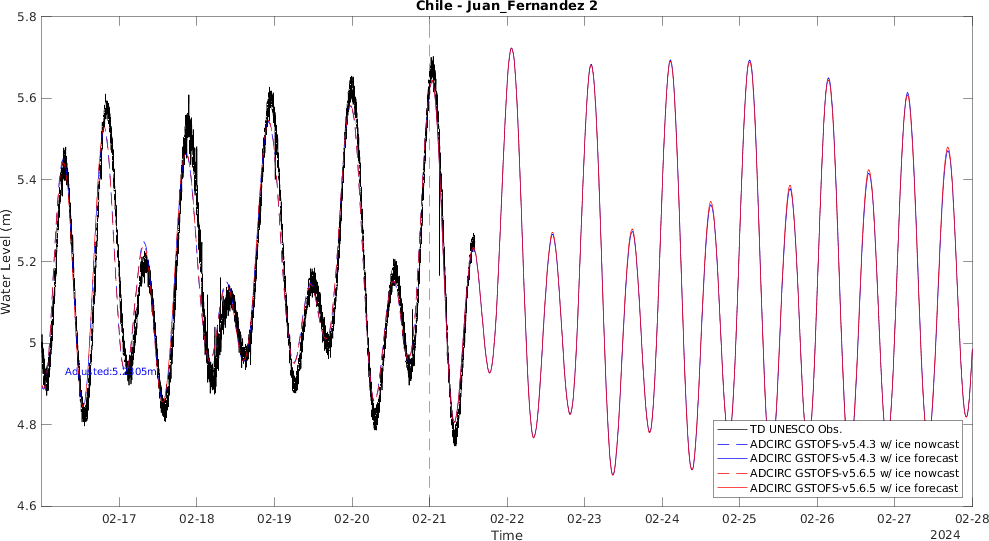 Chile - Juan_Fernandez 2
Water Level (m)
5.8
5.6
5.4
5.2
5
4.8
4.6
TD UNESCO Obs.
ADCIRC GSTOFS-v5.4.3 w/ ice nowcast
ADCIRC GSTOFS-v5.4.3 w/ ice forecast
ADCIRC GSTOFS-v5.6.5 w/ ice nowcast
ADCIRC GSTOFS-v5.6.5 w/ ice forecast
02-17 02-18 02-19 02-20 02-21 02-22 02-23 02-24 02-25 02-26 02-27 02-28
Time
2024